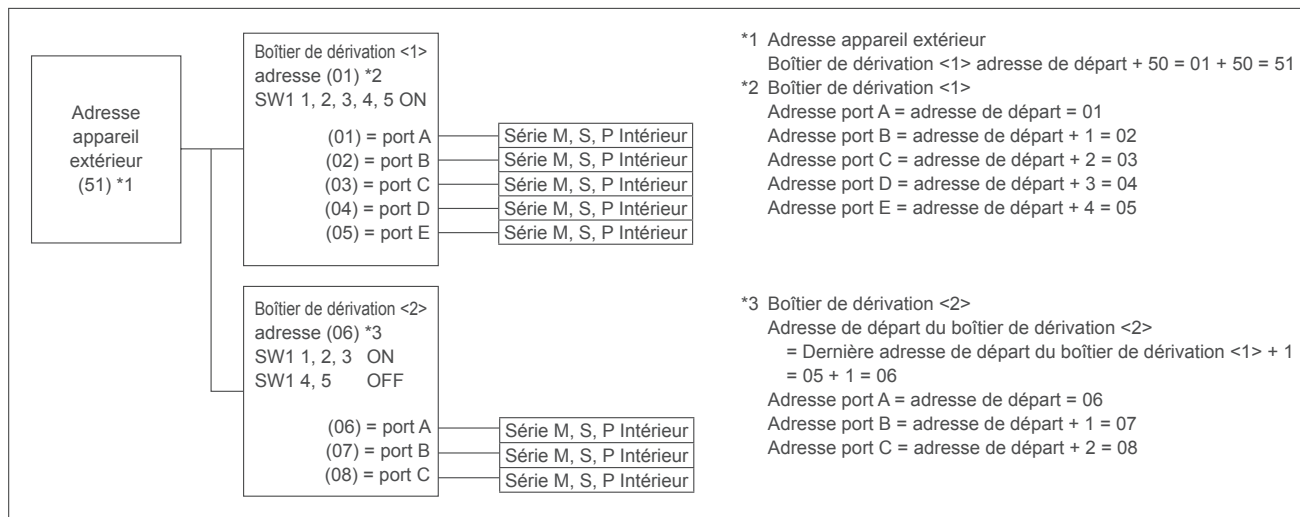 Adresse
appareil
extérieur
(51) *1
Boîtier de dérivation <1>
adresse (01) *2
SW1 1, 2, 3, 4, 5 ON
(01) = port A
Série M, S, P Intérieur
(02) = port B
Série M, S, P Intérieur
(03) = port C
Série M, S, P Intérieur
(04) = port D
Série M, S, P Intérieur
(05) = port E
Série M, S, P Intérieur
Boîtier de dérivation <2>
adresse (06) *3
SW1 1, 2, 3 ON
SW1 4, 5 OFF
(06) = port A
Série M, S, P Intérieur
(07) = port B
Série M, S, P Intérieur
(08) = port C
Série M, S, P Intérieur
*1 Adresse appareil extérieur
Boîtier de dérivation <1> adresse de départ + 50 = 01 + 50 = 51
*2 Boîtier de dérivation <1>
Adresse port A = adresse de départ = 01
Adresse port B = adresse de départ + 1 = 02
Adresse port C = adresse de départ + 2 = 03
Adresse port D = adresse de départ + 3 = 04
Adresse port E = adresse de départ + 4 = 05
*3 Boîtier de dérivation <2>
Adresse de départ du boîtier de dérivation <2>
= Dernière adresse de départ du boîtier de dérivation <1> + 1
= 05 + 1 = 06
Adresse port A = adresse de départ = 06
Adresse port B = adresse de départ + 1 = 07
Adresse port C = adresse de départ + 2 = 08